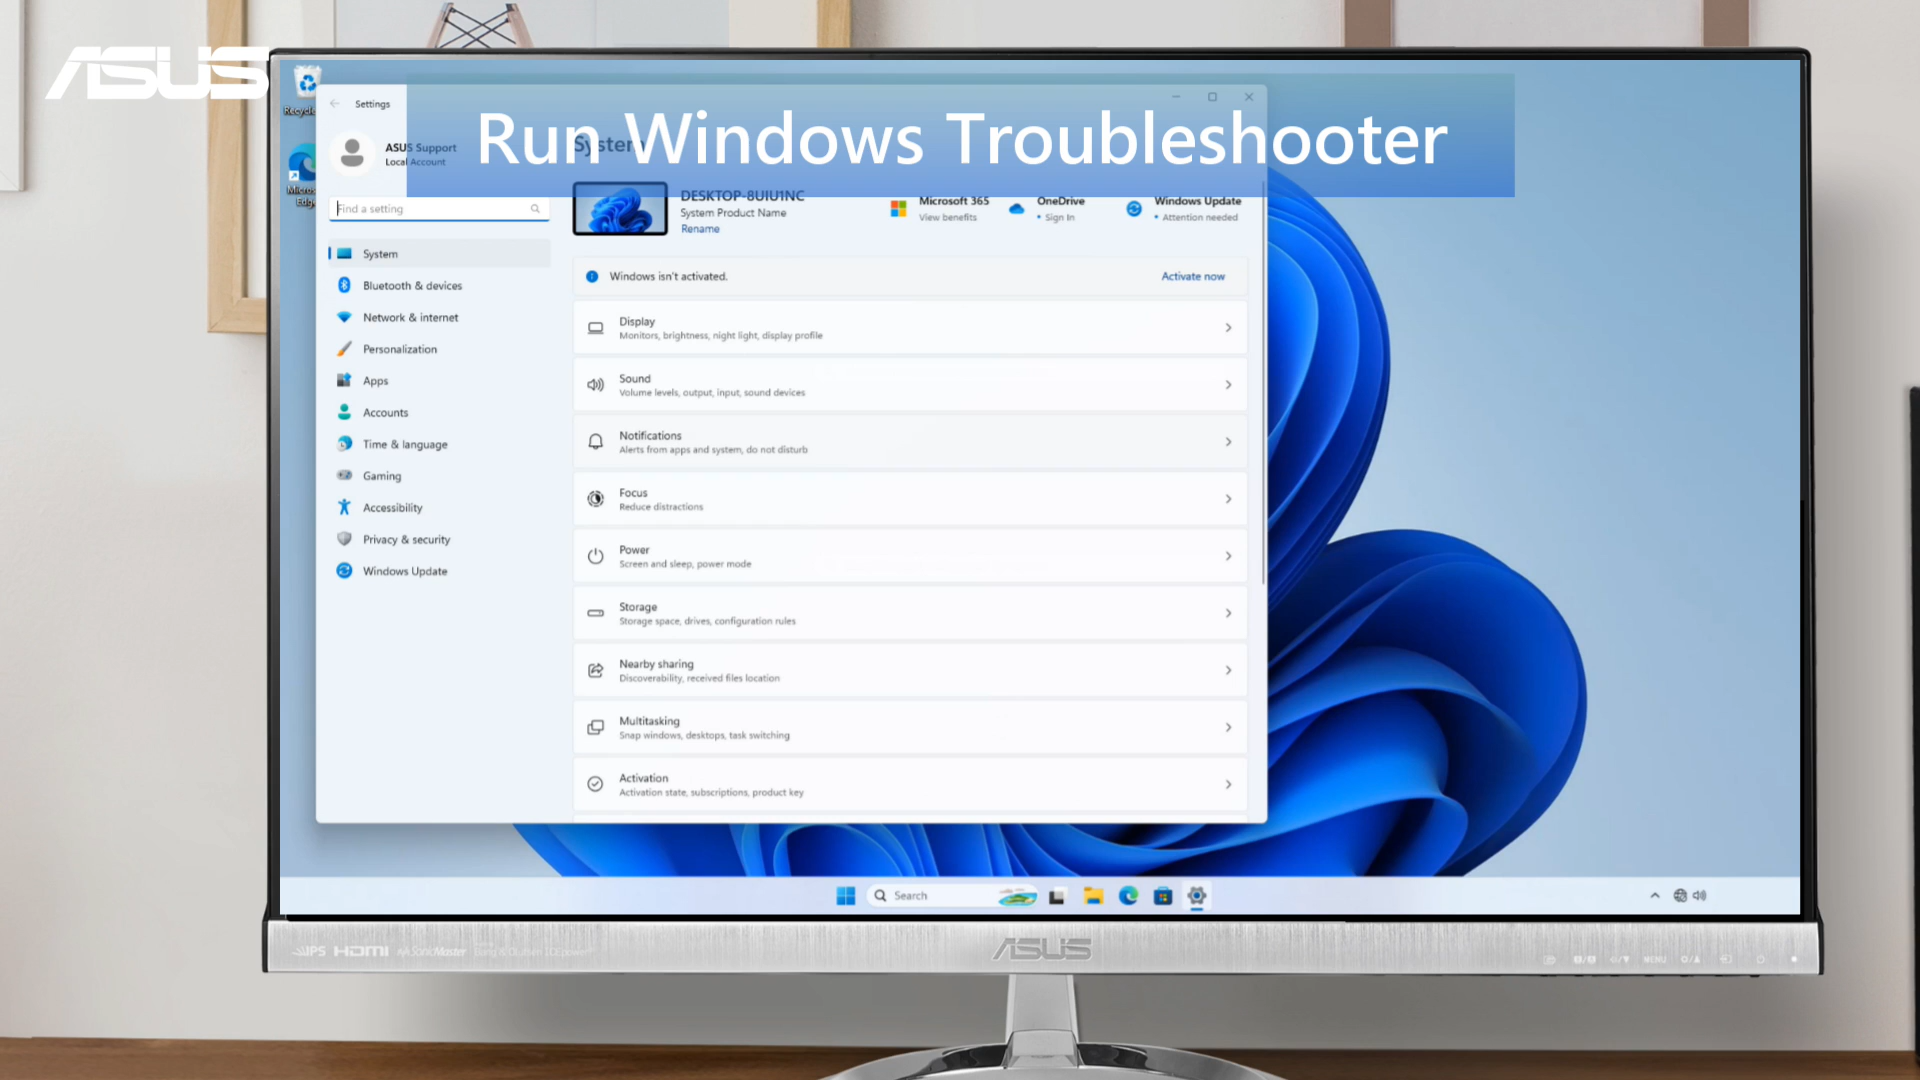 ASUS
Run Windows Troubleshooter
Settings
ASUS Support
Local Account
Find a setting
System
Bluetooth & devices
Network & internet
Personalization
Apps
Accounts
Time & language
Gaming
Accessibility
Privacy & security
Windows Update
System
DESKTOP-8UIU1NC
System Product Name
Rename
Microsoft 365
View benefits
OneDrive
• Sign In
Windows Update
• Attention needed
Windows isn't activated.
Activate now
Display
Monitors, brightness, night light, display profile
Sound
Volume levels, output, input, sound devices
Notifications
Alerts from apps and system, do not disturb
Focus
Reduce distractions
Power
Screen and sleep, power mode
Storage
Storage space, drives, configuration rules
Nearby sharing
Discoverability, received files location
Multitasking
Snap windows, desktops, task switching
Activation
Activation state, subscriptions, product key
Search
IPS HDMI SonicMaster
ASUS
MENU